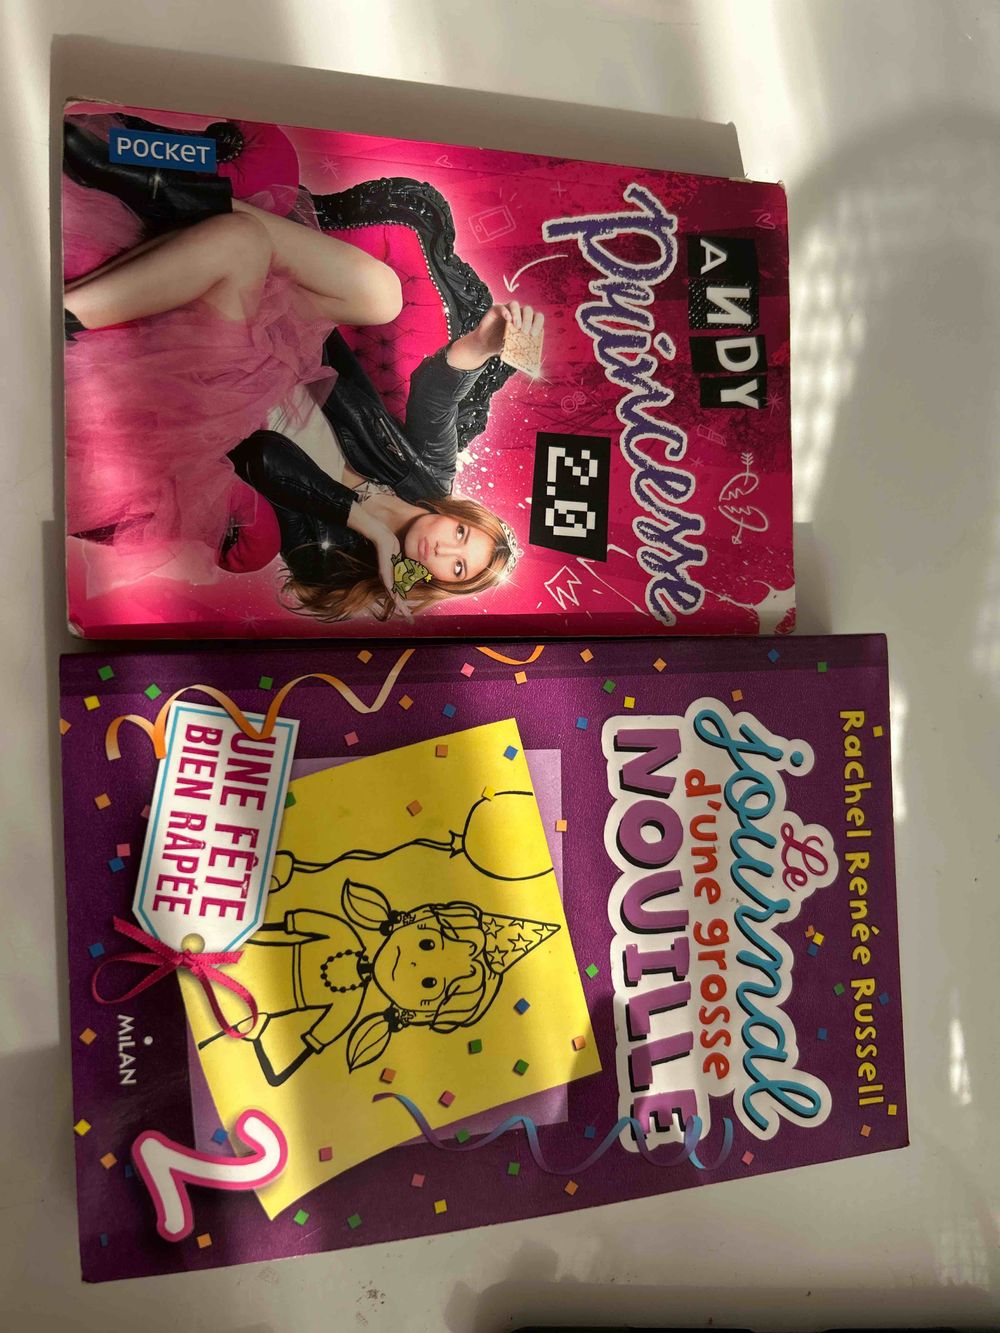 ANDY
Princesse
2.0
POCKET
Rachel Renée Russell
Le
journal
d'une grosse
NOUILLE
UNE FÊTE
BIEN RÂPÉE
MILAN
2